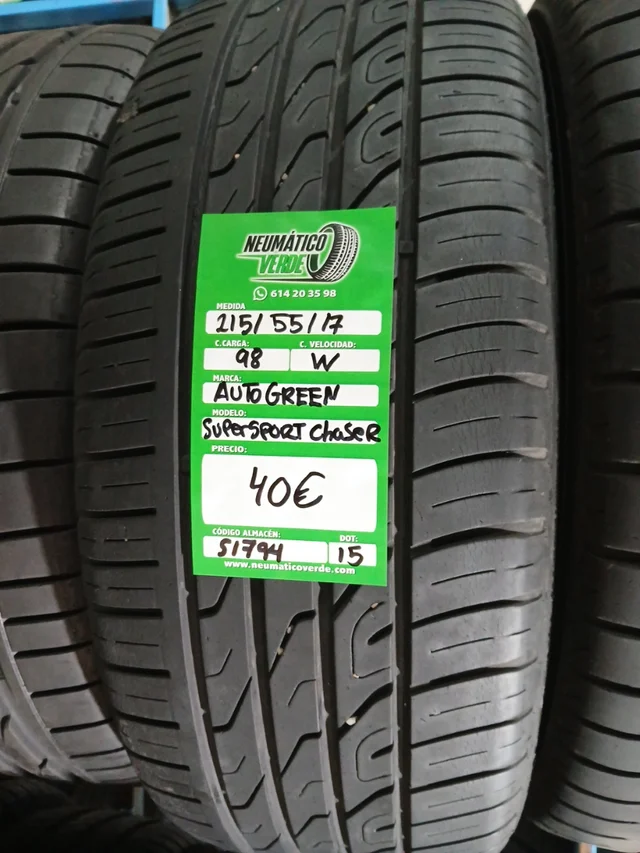 NEUMÁTICO
VERDE
614 20 35 98
MEDIDA
215/55/17
C.CARGA: C. VELOCIDAD:
98 W
MARCA:
AUTOGREEN
MODELO:
SUPERSPORT Chaser
PRECIO:
40€
CÓDIGO ALMACÉN: DOT:
51794 15
www.neumaticoverde.com